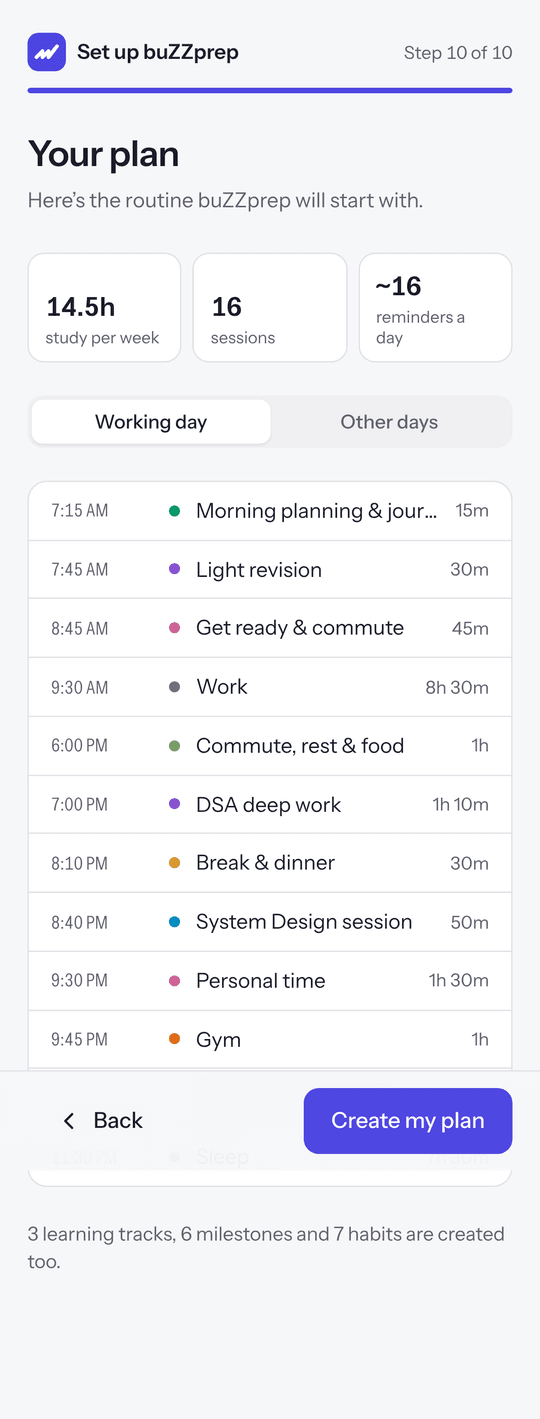 Set up buZZprep
Step 10 of 10
Your plan
Here's the routine buZZprep will start with.
14.5h
study per week
16
sessions
~16
reminders a
day
Working day
Other days
7:15 AM Morning planning & jour... 15m
7:45 AM Light revision 30m
8:45 AM Get ready & commute 45m
9:30 AM Work 8h 30m
6:00 PM Commute, rest & food 1h
7:00 PM DSA deep work 1h 10m
8:10 PM Break & dinner 30m
8:40 PM System Design session 50m
9:30 PM Personal time 1h 30m
9:45 PM Gym 1h
Back
Create my plan
Sleep
3 learning tracks, 6 milestones and 7 habits are created
too.